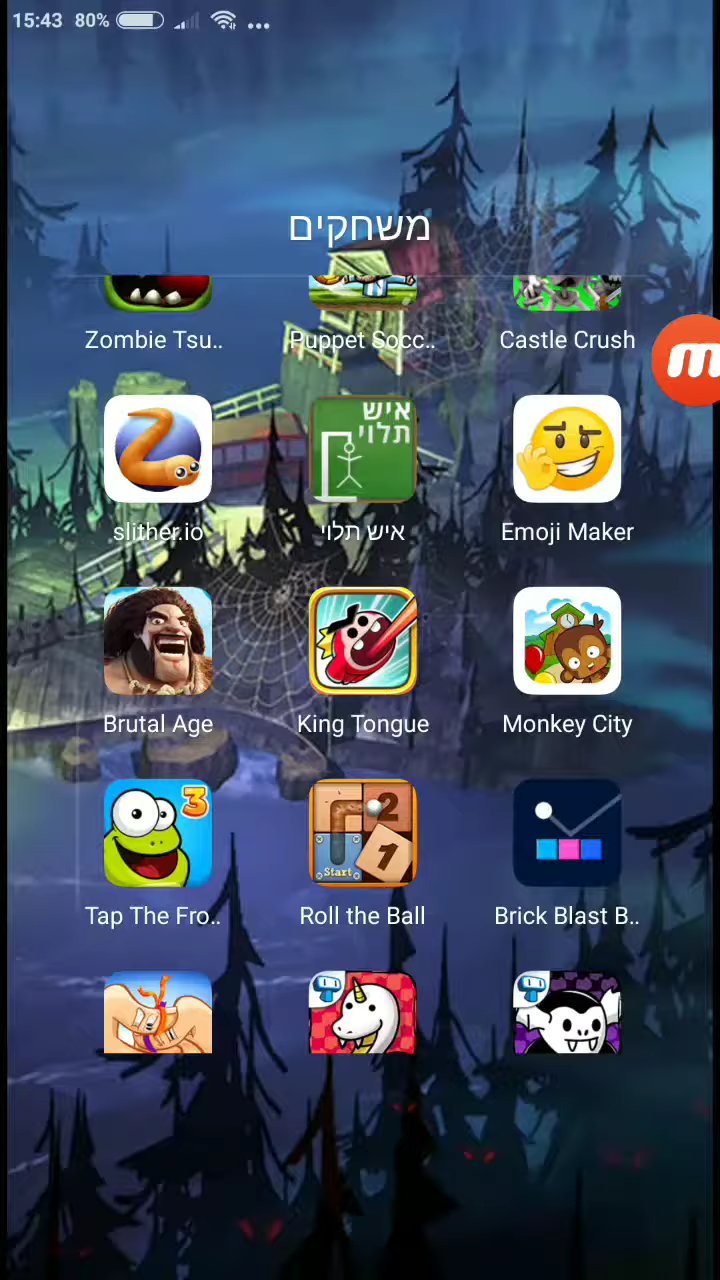 15:43 80%
משחקים
Zombie Tsu.. Puppet Socc.. Castle Crush
m
איש
תלוי
slither.io איש תלוי Emoji Maker
Brutal Age King Tongue Monkey City
3
2
1
Start
Tap The Fro.. Roll the Ball Brick Blast B..